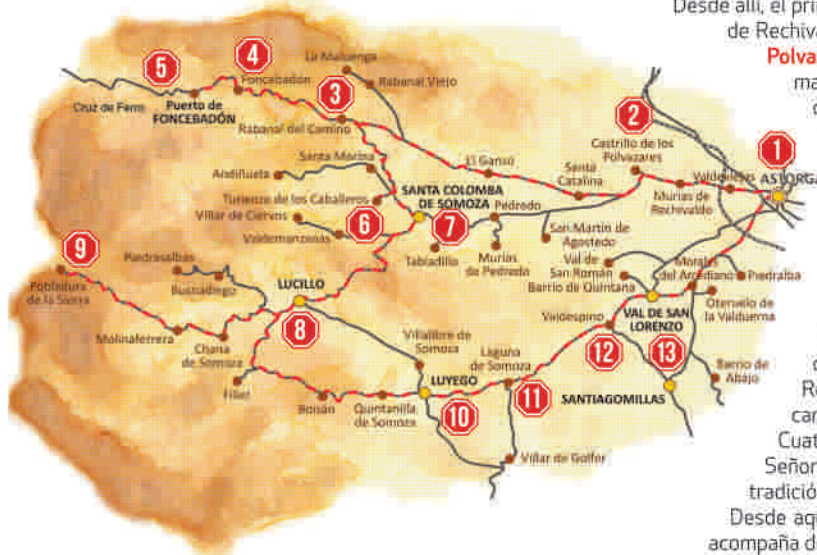 Desde allí, el pri
de Rechiva
Polva
ma
5
4
Foncebadón
La Maluenga
Rabanal Viejo
Cruz de Ferro
Puerto de
FONCEBADÓN
3
Rabanal del Camino
2
Castrillo de los
Polvazares
1
El Ganso
Santa
Catalina
Murias de
Rechivaldo
Valdeviejas
ASTORGA
Santa Marina
Andiñuela
Turienzo de los Caballeros
SANTA COLOMBA
DE SOMOZA
Pedredo
Villar de Ciervos
Valdemanzanas
6
7
Tabladillo
Murias
de Pedredo
San Martín de
Agostedo
Val de
San Román
Barrio de Quintana
Morales
del Arcediano
Piedralba
9
Piedrasalbas
Pobladura
de la Sierra
Busnadiego
LUCILLO
8
Molinaferrera
Chana
de Somoza
Filiel
Villalibre de
Somoza
Laguna
de Somoza
Valdespino
VAL DE SAN
LORENZO
Oteruelo de
la Valduerna
12
13
Barrio de
Abajo
Boisán
Quintanilla
de Somoza
LUYEGO
10
11
SANTIAGOMILLAS
Villar de Golfer
R
car
Cuat
Señor
tradición
Desde aqu
acompaña d